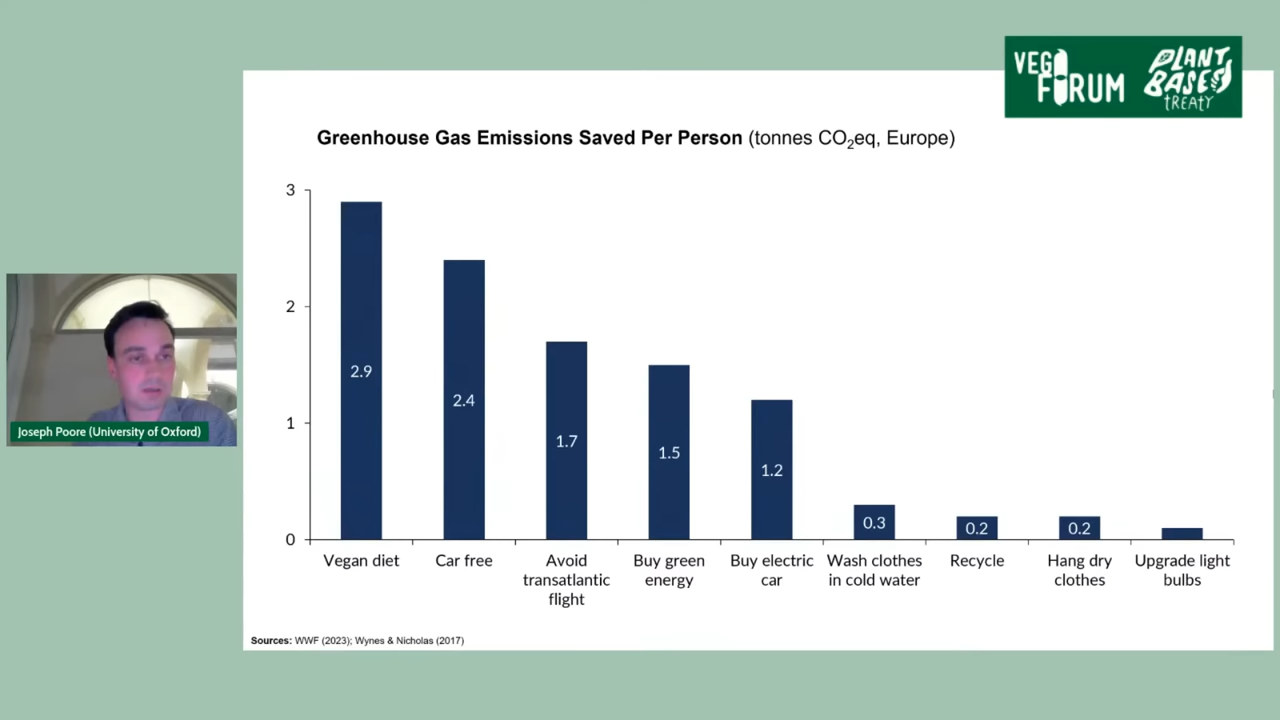 VEG
FORUM
PLANT
BASED
TREATY
Greenhouse Gas Emissions Saved Per Person (tonnes CO₂eq, Europe)
3
2
1
0
2.9
2.4
1.7
1.5
1.2
0.3
0.2
0.2
Vegan diet
Car free
Avoid
transatlantic
flight
Buy green
energy
Buy electric
car
Wash clothes
in cold water
Recycle
Hang dry
clothes
Upgrade light
bulbs
Sources: WWF (2023); Wynes & Nicholas (2017)
Joseph Poore (University of Oxford)